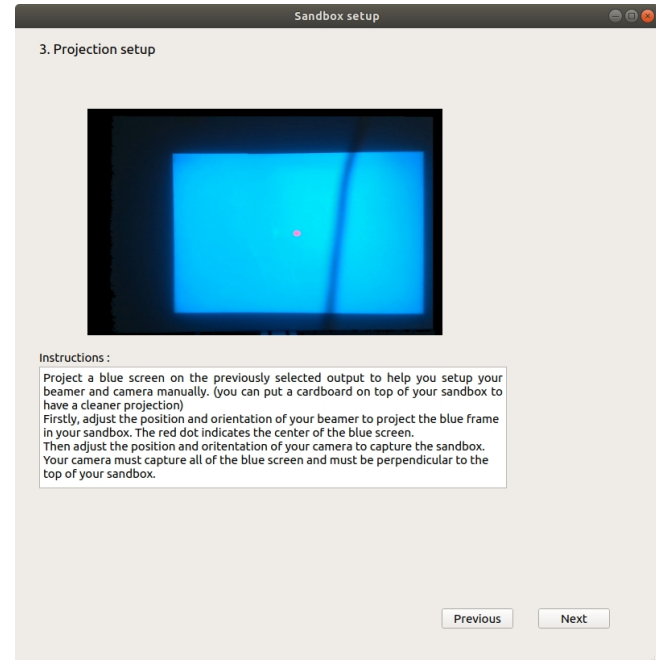 Sandbox setup
3. Projection setup
Instructions :
Project a blue screen on the previously selected output to help you setup your
beamer and camera manually. (you can put a cardboard on top of your sandbox to
have a cleaner projection)
Firstly, adjust the position and orientation of your beamer to project the blue frame
in your sandbox. The red dot indicates the center of the blue screen.
Then adjust the position and oritentation of your camera to capture the sandbox.
Your camera must capture all of the blue screen and must be perpendicular to the
top of your sandbox.
Previous
Next